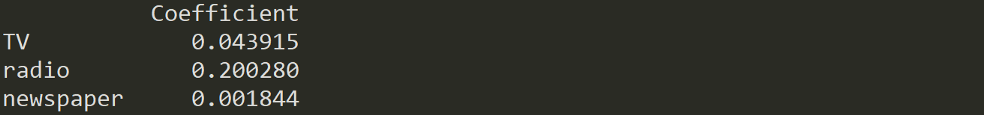 Coefficient
TV 0.043915
radio 0.200280
newspaper 0.001844